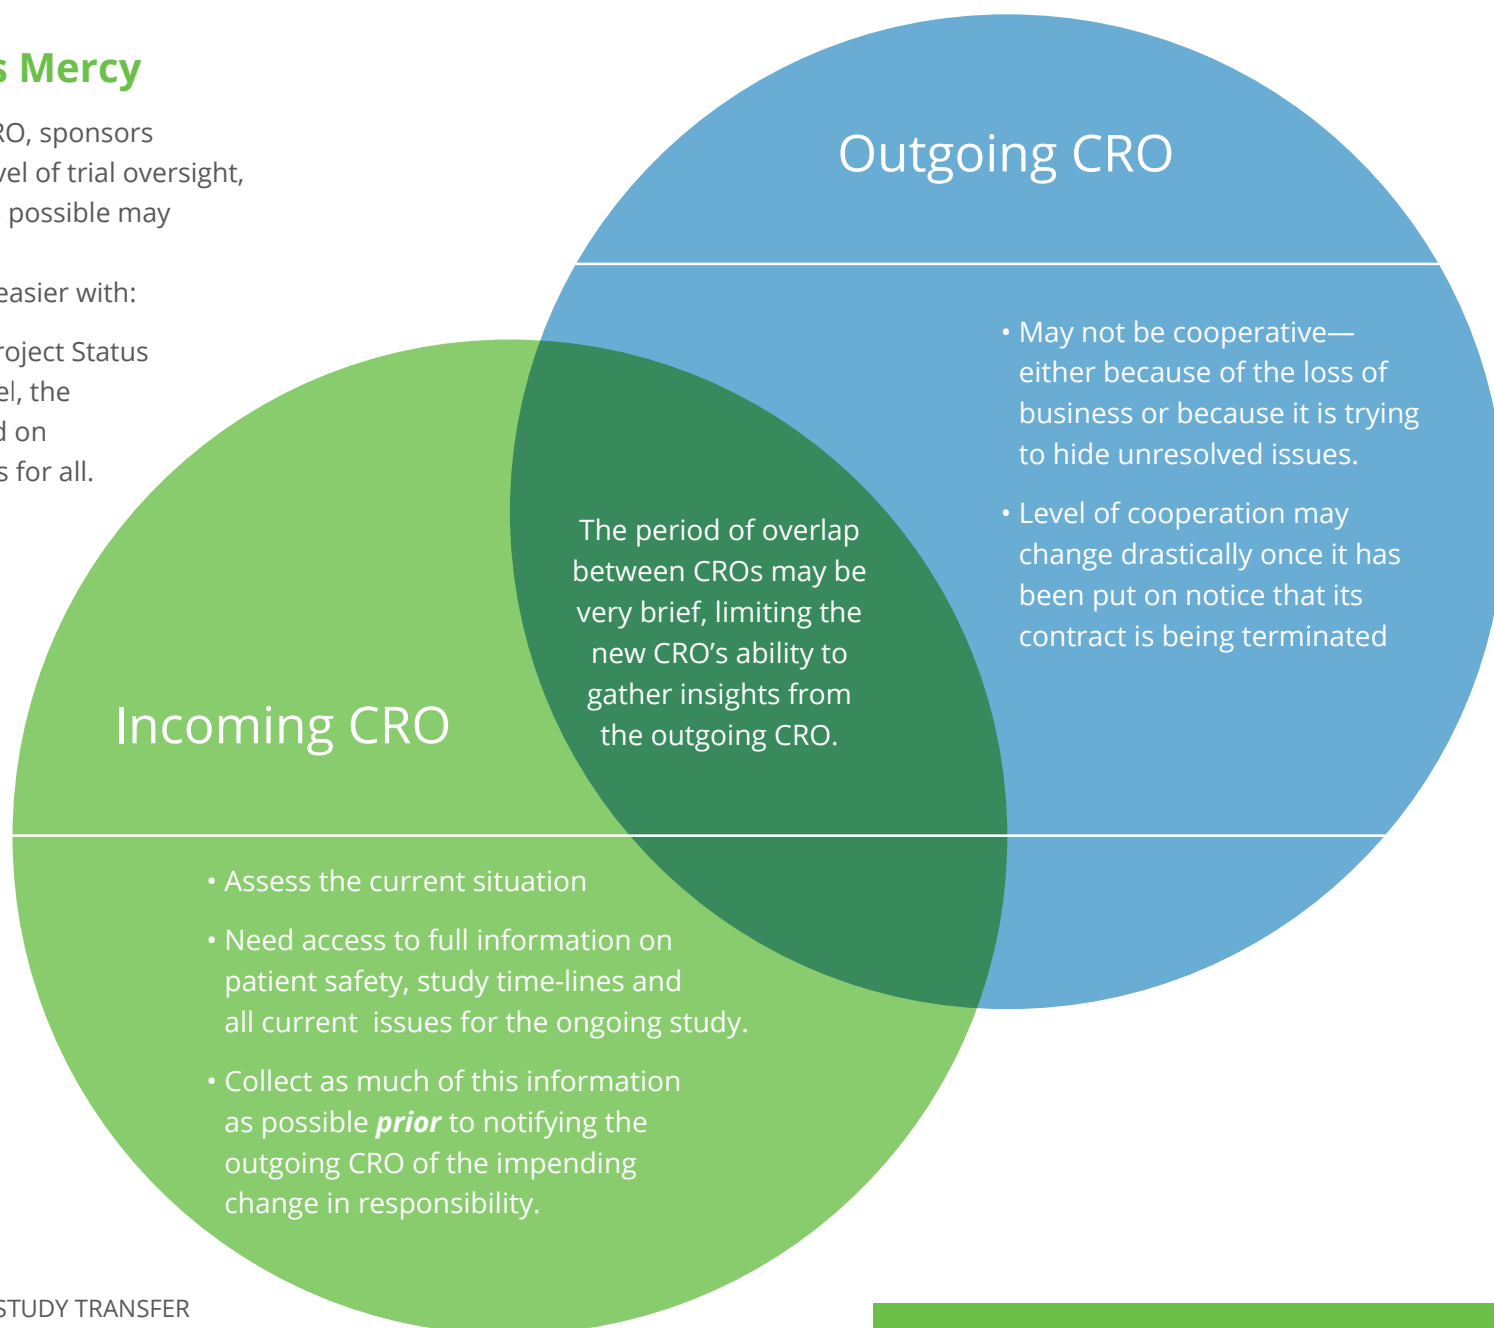 s Mercy
RO, sponsors
vel of trial oversight,
possible may
easier with:
roject Status
el, the
d on
s for all.
Outgoing CRO
• May not be cooperative—
either because of the loss of
business or because it is trying
to hide unresolved issues.
• Level of cooperation may
change drastically once it has
been put on notice that its
contract is being terminated
The period of overlap
between CROs may be
very brief, limiting the
new CRO’s ability to
gather insights from
the outgoing CRO.
Incoming CRO
• Assess the current situation
• Need access to full information on
patient safety, study time-lines and
all current issues for the ongoing study.
• Collect as much of this information
as possible prior to notifying the
outgoing CRO of the impending
change in responsibility.
STUDY TRANSFER